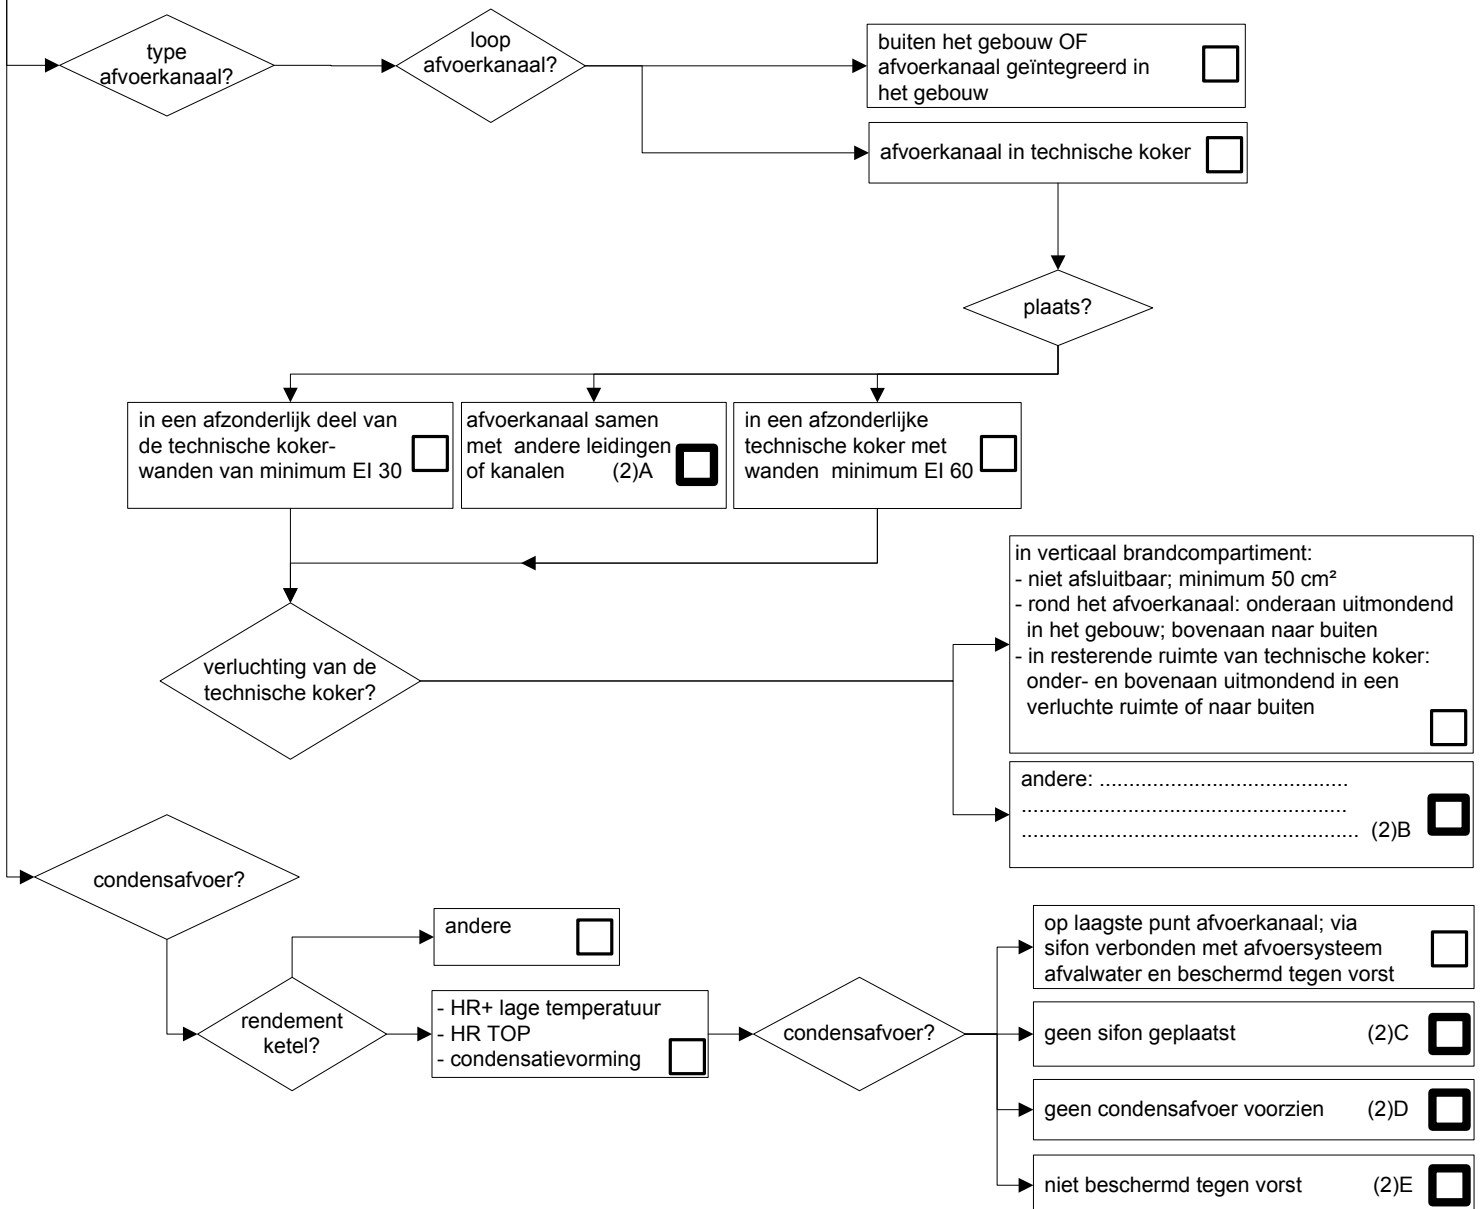 type
afvoerkanaal?
loop
afvoerkanaal?
buiten het gebouw OF
afvoerkanaal geïntegreerd in
het gebouw
afvoerkanaal in technische koker
plaats?
in een afzonderlijk deel van
de technische koker-
wanden van minimum EI 30
afvoerkanaal samen
met andere leidingen
of kanalen (2)A
in een afzonderlijke
technische koker met
wanden minimum EI 60
in verticaal brandcompartiment:
- niet afsluitbaar; minimum 50 cm²
- rond het afvoerkanaal: onderaan uitmondend
in het gebouw; bovenaan naar buiten
- in resterende ruimte van technische koker:
onder- en bovenaan uitmondend in een
verluchte ruimte of naar buiten
verluchting van de
technische koker?
andere: ..........................................
.......................................................
......................................................... (2)B
condensafvoer?
andere
rendement
ketel?
- HR+ lage temperatuur
- HR TOP
- condensatievorming
condensafvoer?
op laagste punt afvoerkanaal; via
sifon verbonden met afvoersysteem
afvalwater en beschermd tegen vorst
geen sifon geplaatst (2)C
geen condensafvoer voorzien (2)D
niet beschermd tegen vorst (2)E